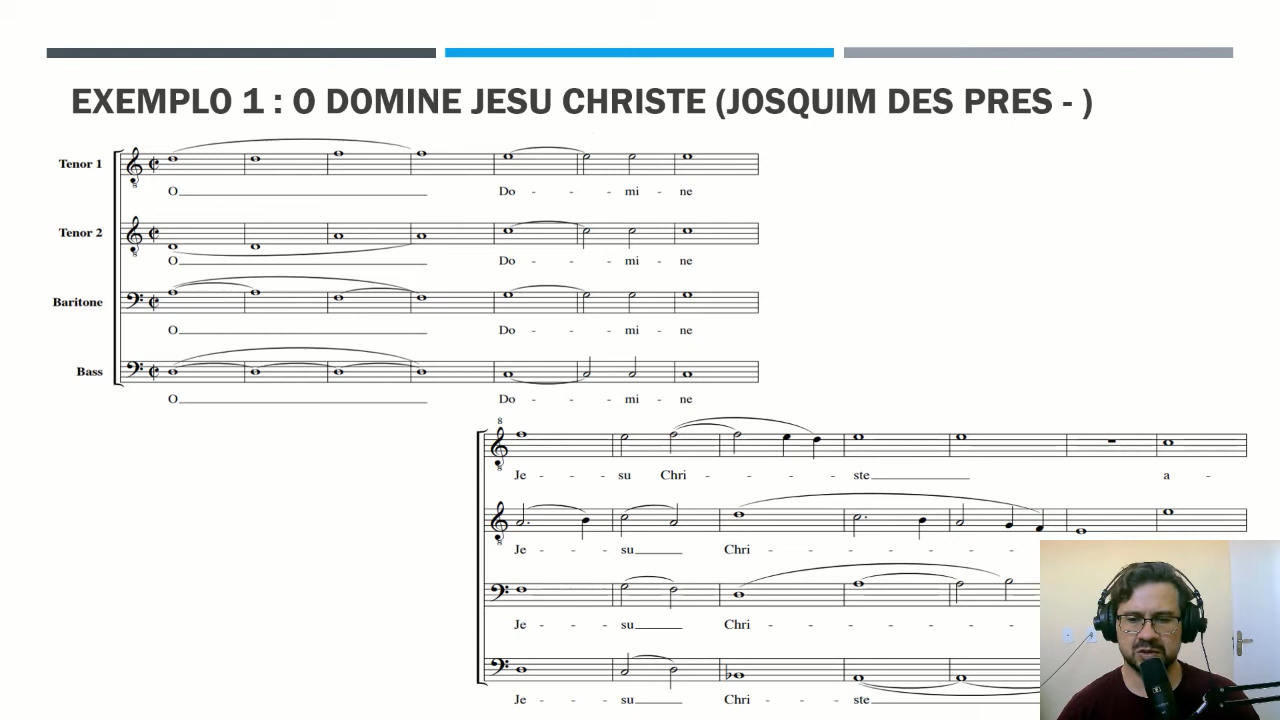 EXEMPLO 1 : O DOMINE JESU CHRISTE (JOSQUIM DES PRES - )
Tenor 1
O Do - - - mi - ne
Tenor 2
O Do - - - mi - ne
Baritone
O Do - - - mi - ne
Bass
O Do - - - mi - ne
8
Je - - - su Chri - - - - ste a -
Je - - - su Chri - - - - - - -
Je - - - su Chri - - - - - - -
Je - - - su Chri - - - ste